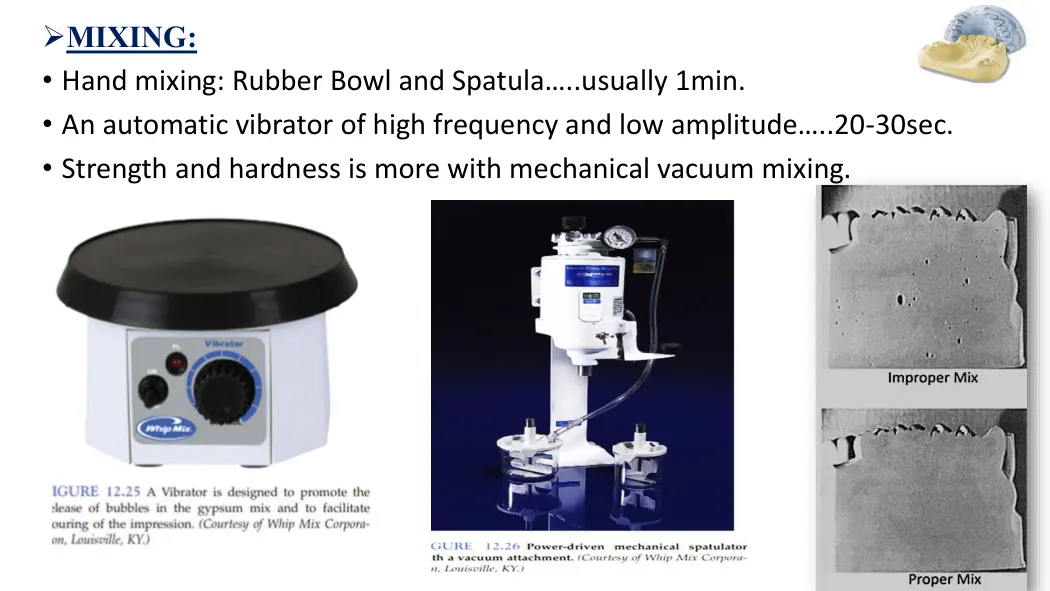 ➢MIXING:
• Hand mixing: Rubber Bowl and Spatula…..usually 1min.
• An automatic vibrator of high frequency and low amplitude…..20-30sec.
• Strength and hardness is more with mechanical vacuum mixing.
Vibrator
Whip Mix
IGURE 12.25 A Vibrator is designed to promote the
elease of bubbles in the gypsum mix and to facilitate
ouring of the impression. (Courtesy of Whip Mix Corpora-
on, Louisville, KY.)
GURE 12.26 Power-driven mechanical spatulator
th a vacuum attachment. (Courtesy of Whip Mix Corpora-
n, Louisville, KY.)
Improper Mix
Proper Mix